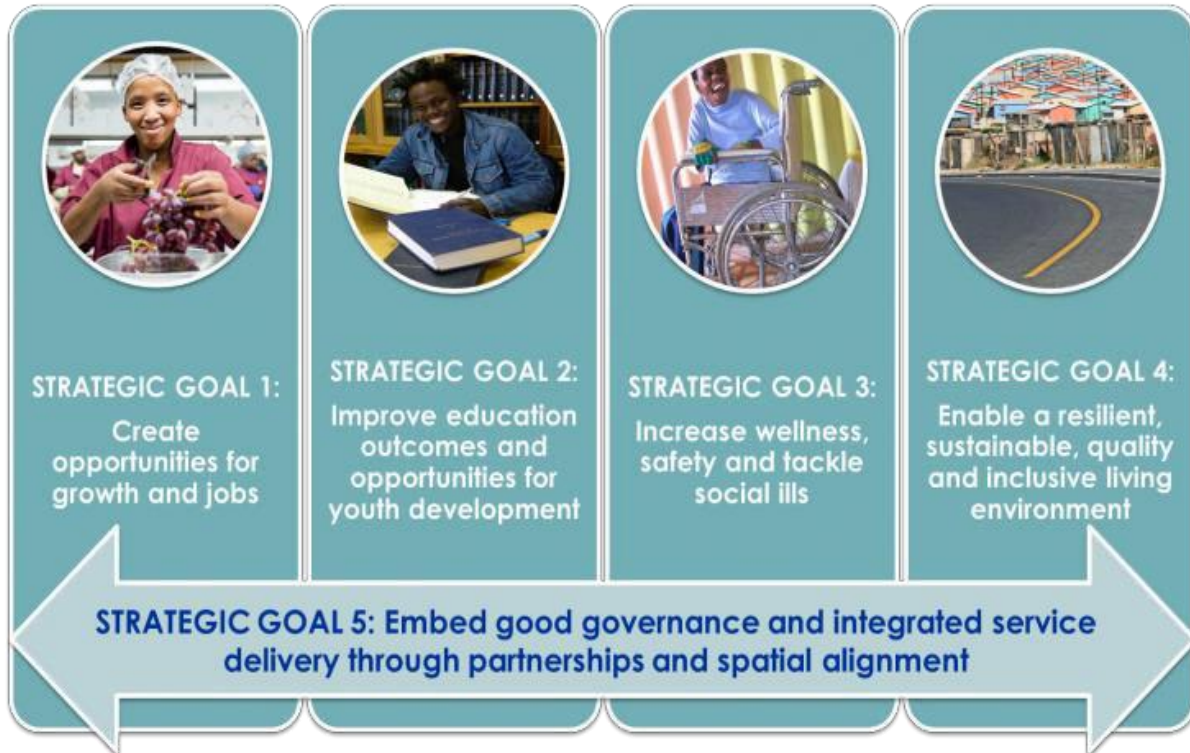 STRATEGIC GOAL 1:
Create
opportunities for
growth and jobs
STRATEGIC GOAL 2:
Improve education
outcomes and
opportunities for
youth development
STRATEGIC GOAL 3:
Increase wellness,
safety and tackle
social ills
STRATEGIC GOAL 4:
Enable a resilient,
sustainable, quality
and inclusive living
environment
STRATEGIC GOAL 5: Embed good governance and integrated service
delivery through partnerships and spatial alignment